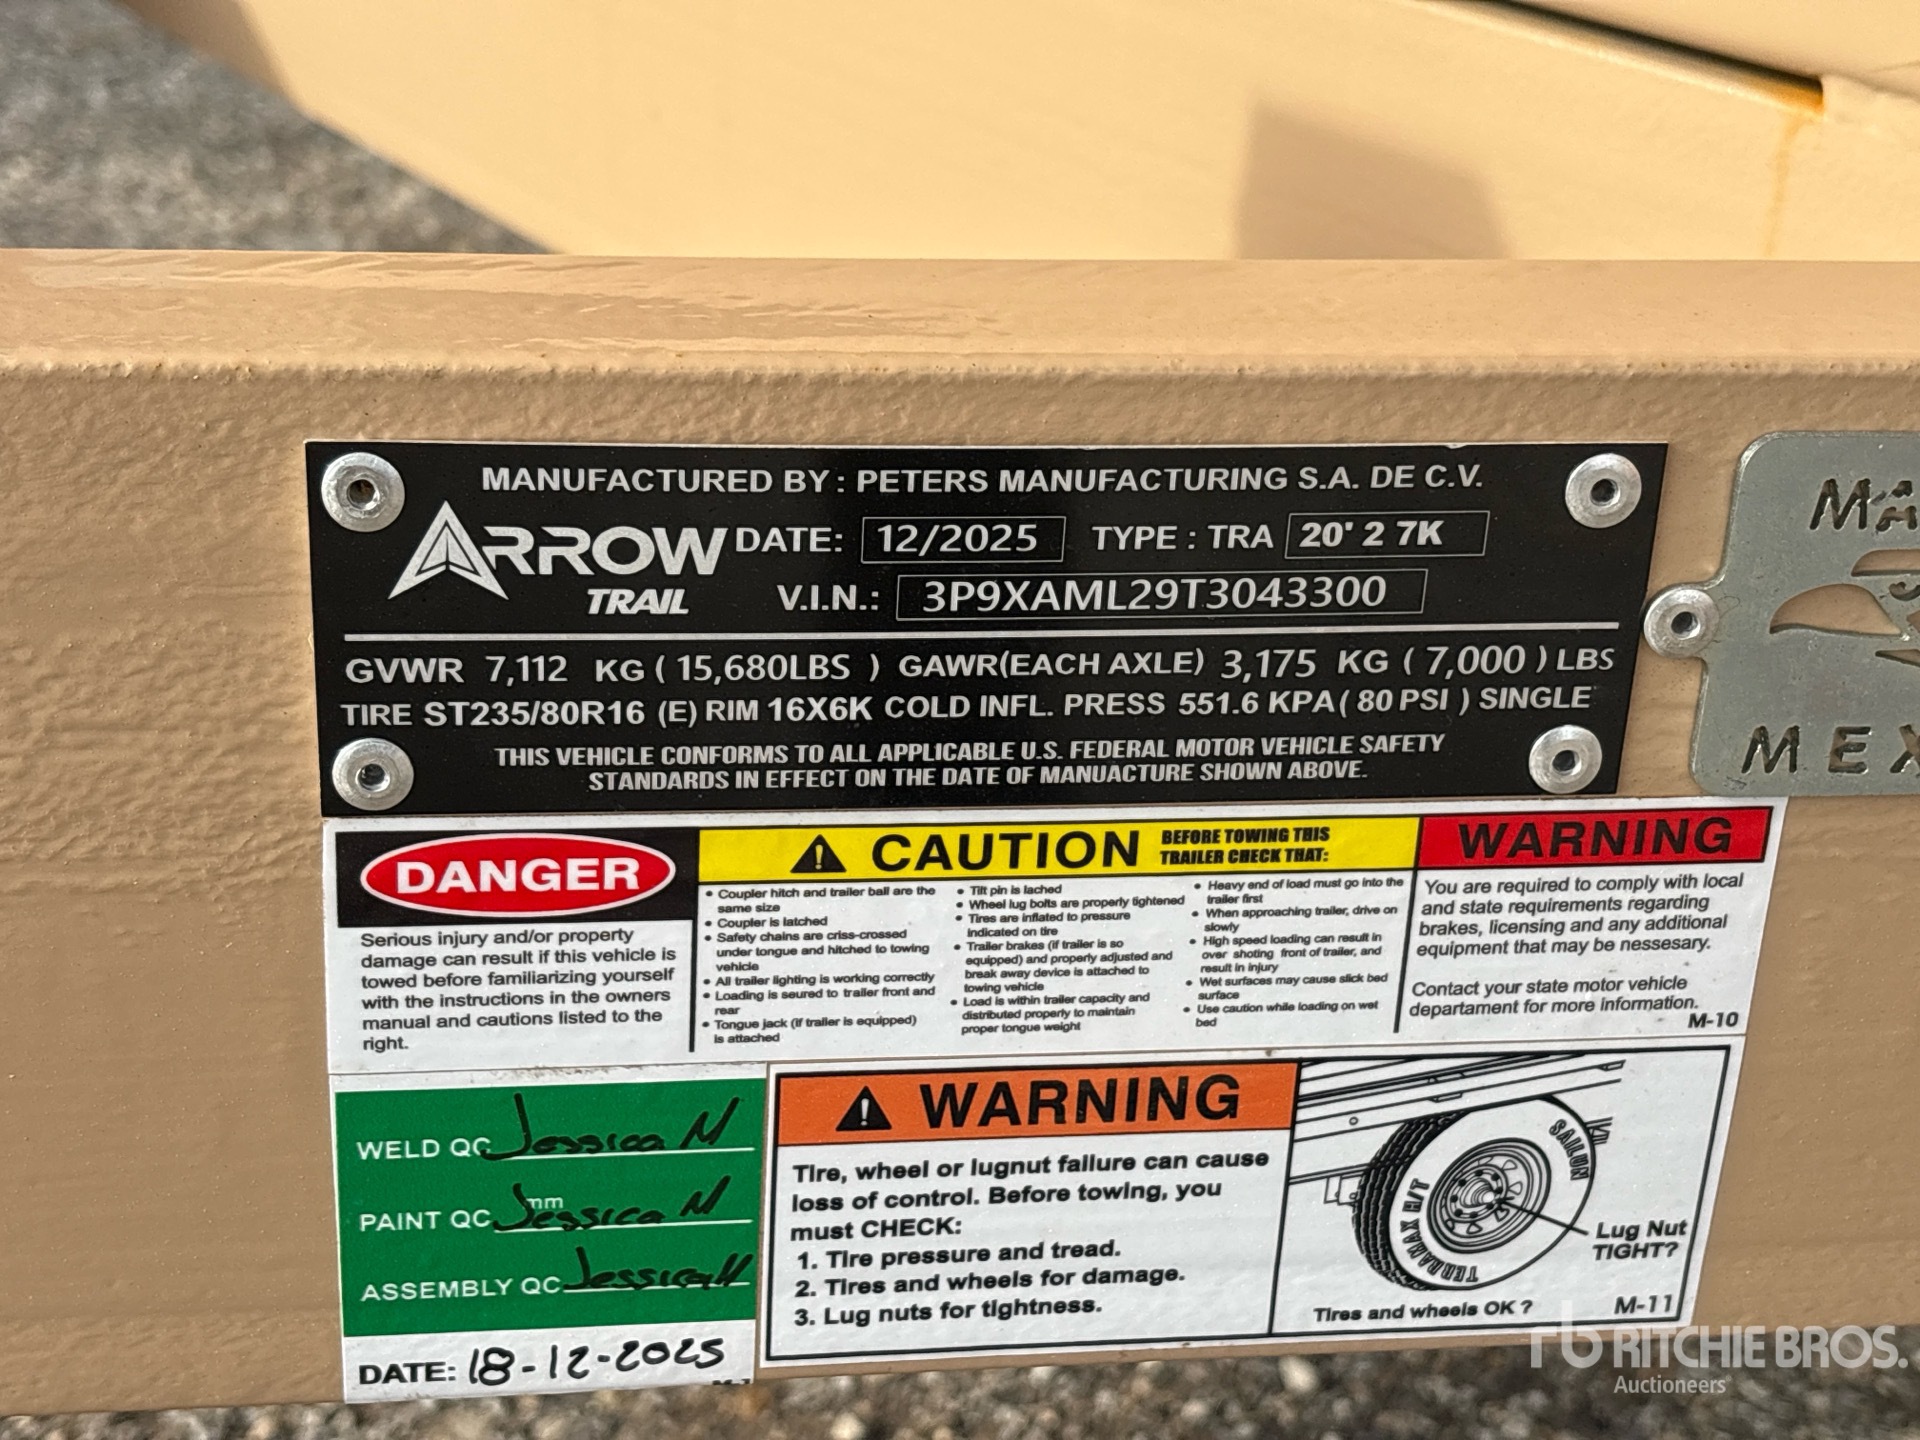 MANUFACTURED BY: PETERS MANUFACTURING S.A. DE C.V.
ARROW
TRAIL
DATE: 12/2025 TYPE : TRA 20' 2 7K
V.I.N.: 3P9XAML29T3043300
GVWR 7,112 KG ( 15,680LBS ) GAWR(EACH AXLE) 3,175 KG ( 7,000 ) LBS
TIRE ST235/80R16 (E) RIM 16X6K COLD INFL. PRESS 551.6 KPA( 80 PSI ) SINGLE
THIS VEHICLE CONFORMS TO ALL APPLICABLE U.S. FEDERAL MOTOR VEHICLE SAFETY
STANDARDS IN EFFECT ON THE DATE OF MANUACTURE SHOWN ABOVE.
DANGER
Serious injury and/or property
damage can result if this vehicle is
towed before familiarizing yourself
with the instructions in the owners
manual and cautions listed to the
right.
CAUTION BEFORE TOWING THIS
TRAILER CHECK THAT:
• Coupler hitch and trailer ball are the
same size
• Coupler is latched
• Safety chains are criss-crossed
under tongue and hitched to towing
vehicle
• All trailer lighting is working correctly
• Loading is seured to trailer front and
rear
• Tongue jack (if trailer is equipped)
is attached
• Tilt pin is lached
• Wheel lug bolts are properly tightened
• Tires are inflated to pressure
indicated on tire
• Trailer brakes (if trailer is so
equipped) and properly adjusted and
break away device is attached to
towing vehicle
• Load is within trailer capacity and
distributed properly to maintain
proper tongue weight
• Heavy end of load must go into the
trailer first
• When approaching trailer, drive on
slowly
• High speed loading can result in
over shoting front of trailer, and
result in injury
• Wet surfaces may cause slick bed
surface
• Use caution while loading on wet
bed
WARNING
You are required to comply with local
and state requirements regarding
brakes, licensing and any additional
equipment that may be nessesary.
Contact your state motor vehicle
departament for more information.
M-10
WELD QC Jessica M
PAINT QC mm Jessica M
ASSEMBLY QC Jessica M
DATE: 18-12-2025
WARNING
Tire, wheel or lugnut failure can cause
loss of control. Before towing, you
must CHECK:
1. Tire pressure and tread.
2. Tires and wheels for damage.
3. Lug nuts for tightness.
SAILUN
TERRAMAX H/T
Lug Nut
TIGHT?
Tires and wheels OK ?
M-11
rb RITCHIE BROS.
Auctioneers